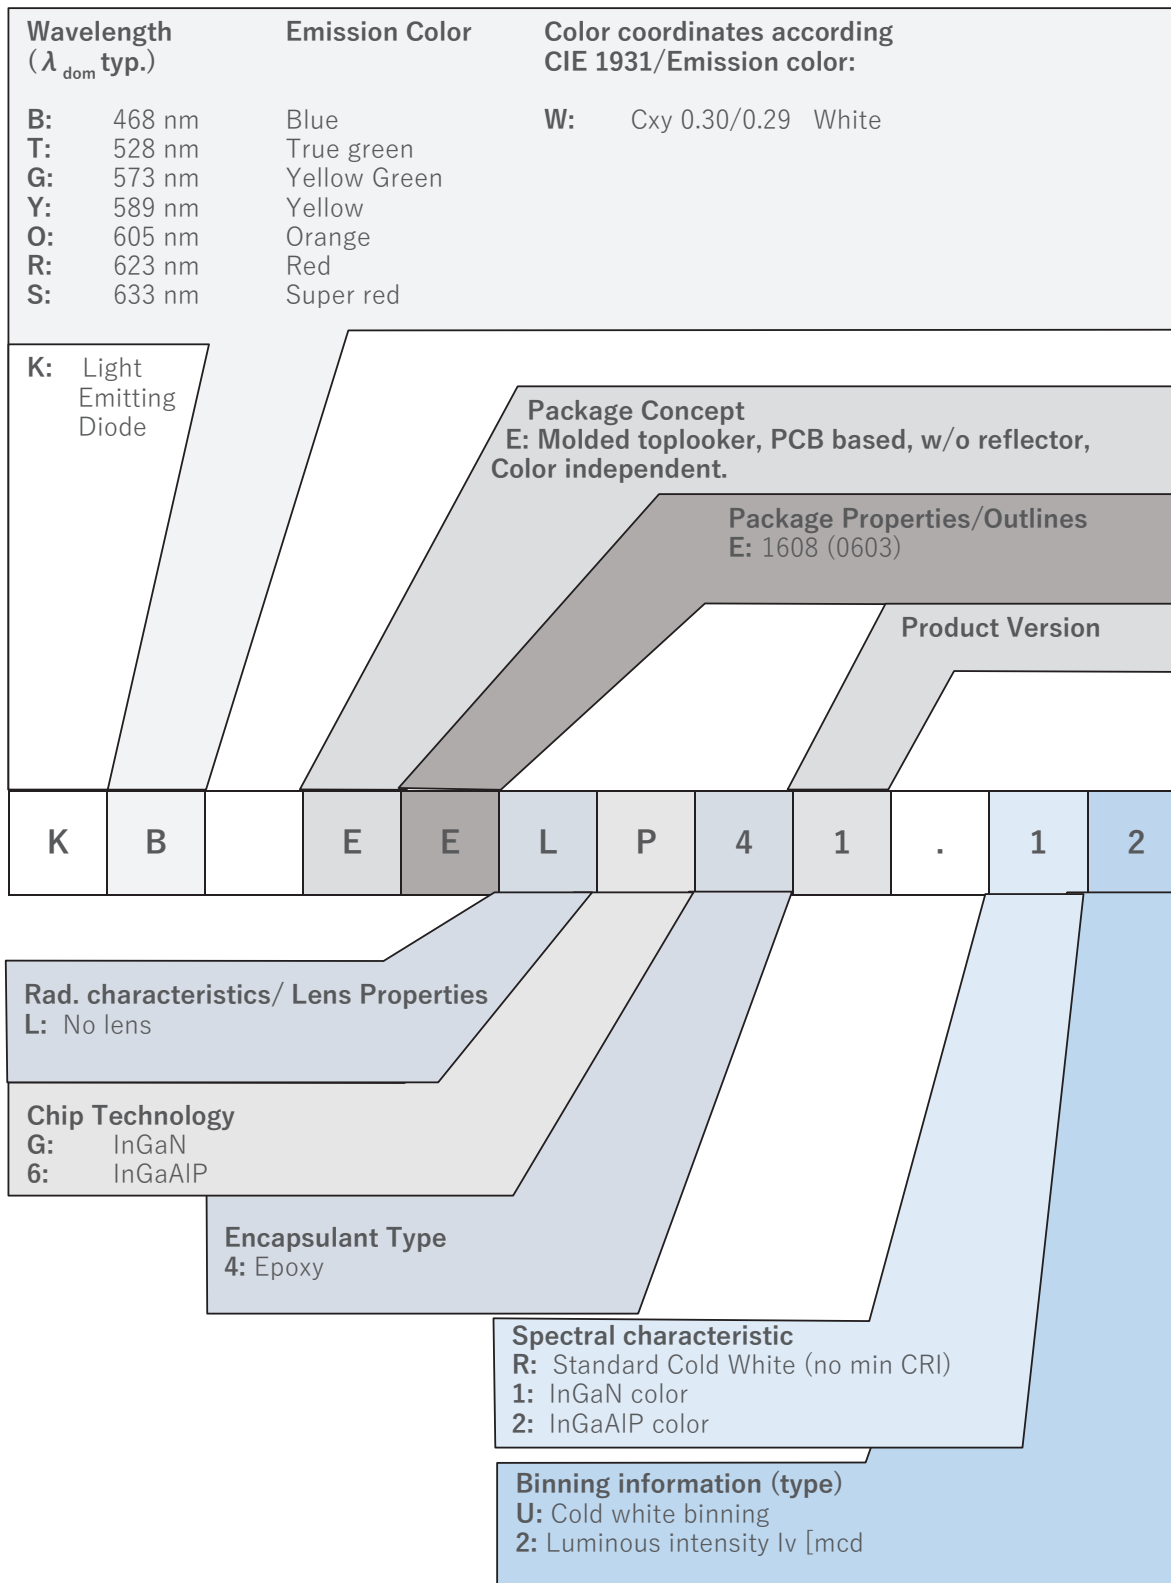 Wavelength Emission Color Color coordinates according
(λ dom typ.) CIE 1931/Emission color:
B: 468 nm Blue W: Cxy 0.30/0.29 White
T: 528 nm True green
G: 573 nm Yellow Green
Y: 589 nm Yellow
O: 605 nm Orange
R: 623 nm Red
S: 633 nm Super red
K: Light
Emitting
Diode
Package Concept
E: Molded toplooker, PCB based, w/o reflector,
Color independent.
Package Properties/Outlines
E: 1608 (0603)
Product Version
K B E E L P 4 1 . 1 2
Rad. characteristics/ Lens Properties
L: No lens
Chip Technology
G: InGaN
6: InGaAlP
Encapsulant Type
4: Epoxy
Spectral characteristic
R: Standard Cold White (no min CRI)
1: InGaN color
2: InGaAlP color
Binning information (type)
U: Cold white binning
2: Luminous intensity Iv [mcd